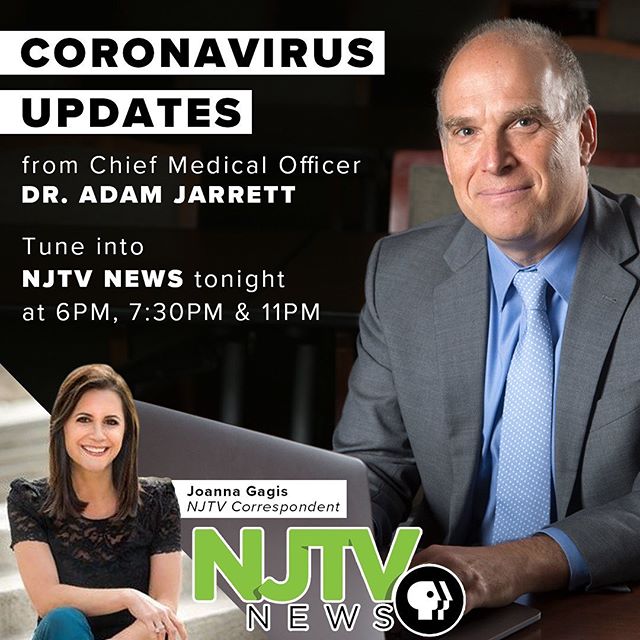 CORONAVIRUS
UPDATES
from Chief Medical Officer
DR. ADAM JARRETT
Tune into
NJTV NEWS tonight
at 6PM, 7:30PM & 11PM
Joanna Gagis
NJTV Correspondent
NJTV
NEWS